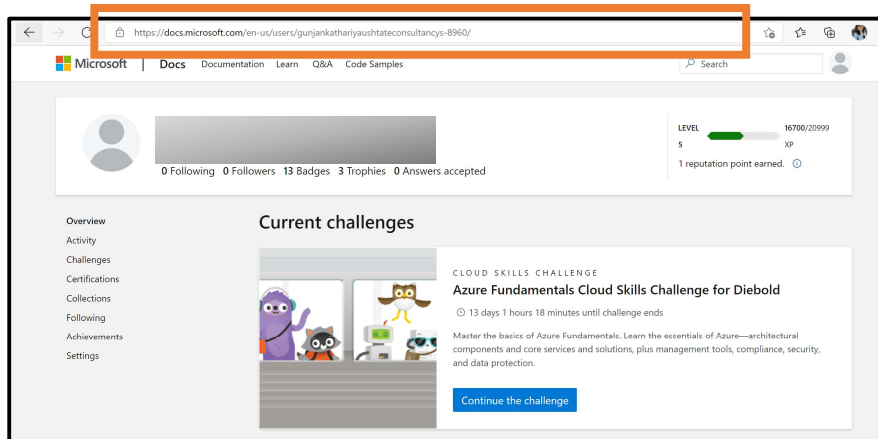 https://docs.microsoft.com/en-us/users/gunjankathariyaushtateconsultancys-8960/
Microsoft | Docs Documentation Learn Q&A Code Samples Search
LEVEL 16700/20999
5 XP
1 reputation point earned.
0 Following 0 Followers 13 Badges 3 Trophies 0 Answers accepted
Overview
Activity
Challenges
Certifications
Collections
Following
Achievements
Settings
Current challenges
CLOUD SKILLS CHALLENGE
Azure Fundamentals Cloud Skills Challenge for Diebold
13 days 1 hours 18 minutes until challenge ends
Master the basics of Azure Fundamentals. Learn the essentials of Azure—architectural
components and core services and solutions, plus management tools, compliance, security,
and data protection.
Continue the challenge